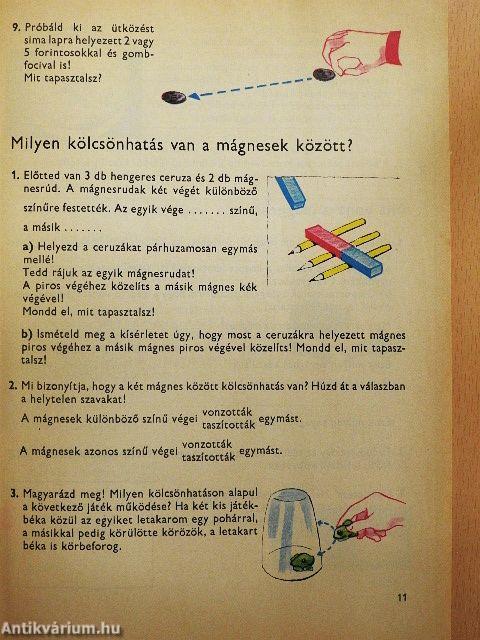 9. Próbáld ki az ütközést
sima lapra helyezett 2 vagy
5 forintosokkal és gomb-
focival is!
Mit tapasztalsz?
Milyen kölcsönhatás van a mágnesek között?
1. Előtted van 3 db hengeres ceruza és 2 db mág-
nesrúd. A mágnesrudak két végét különböző
színűre festették. Az egyik vége ....... színű,
a másik .......
a) Helyezd a ceruzákat párhuzamosan egymás
mellé!
Tedd rájuk az egyik mágnesrudat!
A piros végéhez közelíts a másik mágnes kék
végével!
Mondd el, mit tapasztalsz!
b) Ismételd meg a kísérletet úgy, hogy most a ceruzákra helyezett mágnes
piros végéhez a másik mágnes piros végével közelíts! Mondd el, mit tapasz-
talsz!
2. Mi bizonyítja, hogy a két mágnes között kölcsönhatás van? Húzd át a válaszban
a helytelen szavakat!
A mágnesek különböző színű végei vonzották
taszították egymást.
A mágnesek azonos színű végei vonzották
taszították egymást.
3. Magyarázd meg! Milyen kölcsönhatáson alapul
a következő játék működése? Ha két kis játék-
béka közül az egyiket letakarom egy pohárral,
a másikkal pedig körülötte körözök, a letakart
béka is körbeforog.
11
Antikvárium.hu